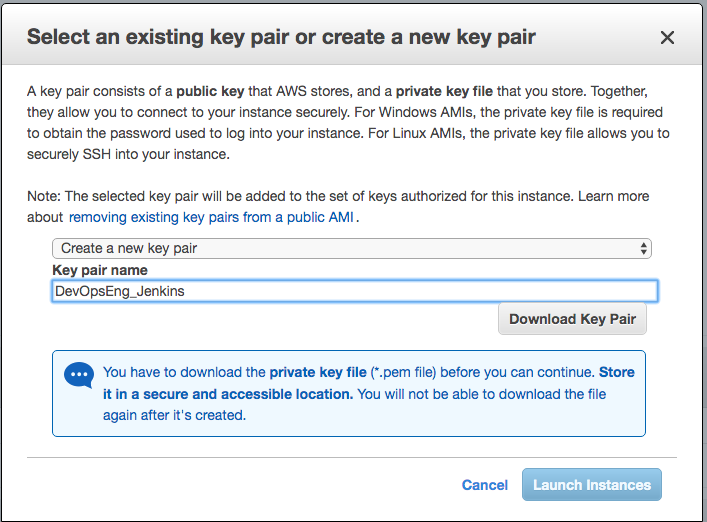 Select an existing key pair or create a new key pair
A key pair consists of a public key that AWS stores, and a private key file that you store. Together,
they allow you to connect to your instance securely. For Windows AMIs, the private key file is required
to obtain the password used to log into your instance. For Linux AMIs, the private key file allows you to
securely SSH into your instance.
Note: The selected key pair will be added to the set of keys authorized for this instance. Learn more
about removing existing key pairs from a public AMI .
Create a new key pair
Key pair name
DevOpsEng_Jenkins
Download Key Pair
You have to download the private key file (*.pem file) before you can continue. Store
it in a secure and accessible location. You will not be able to download the file
again after it's created.
Cancel
Launch Instances